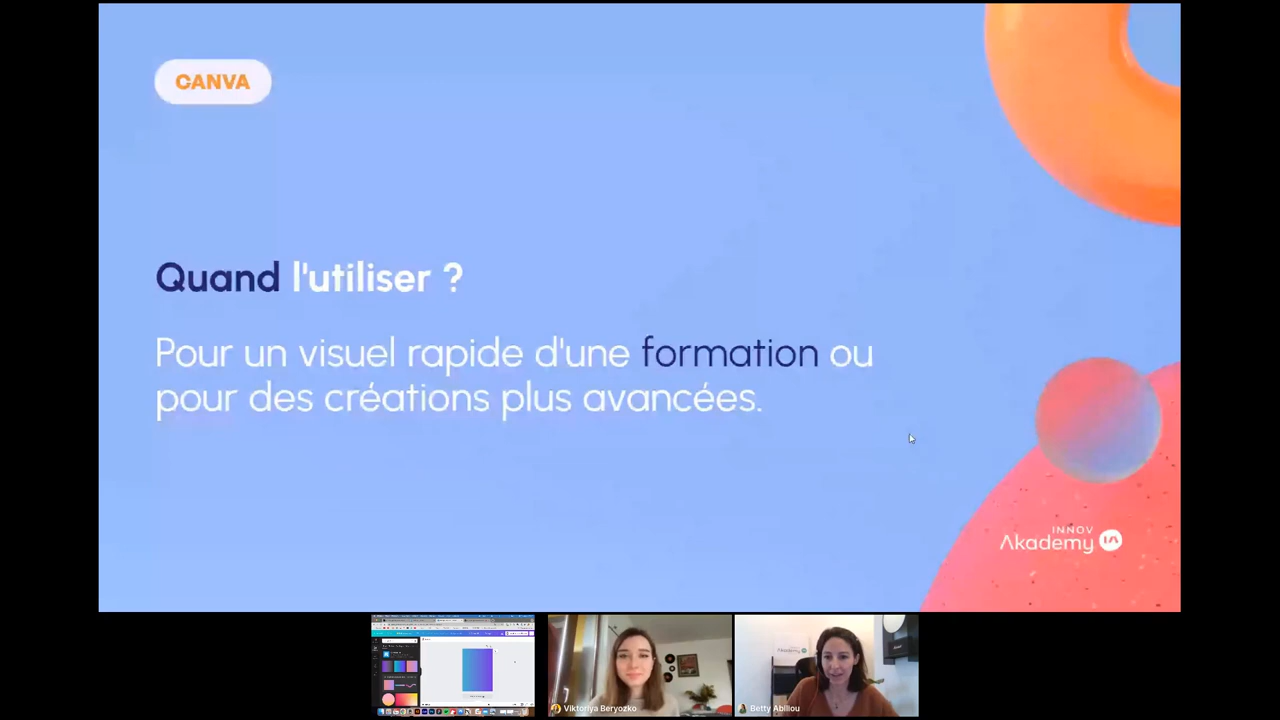 CANVA
Quand l'utiliser ?
Pour un visuel rapide d'une formation ou
pour des créations plus avancées.
INNOV
Akademy IA
Viktoriya Beryozko
Betty Abillou